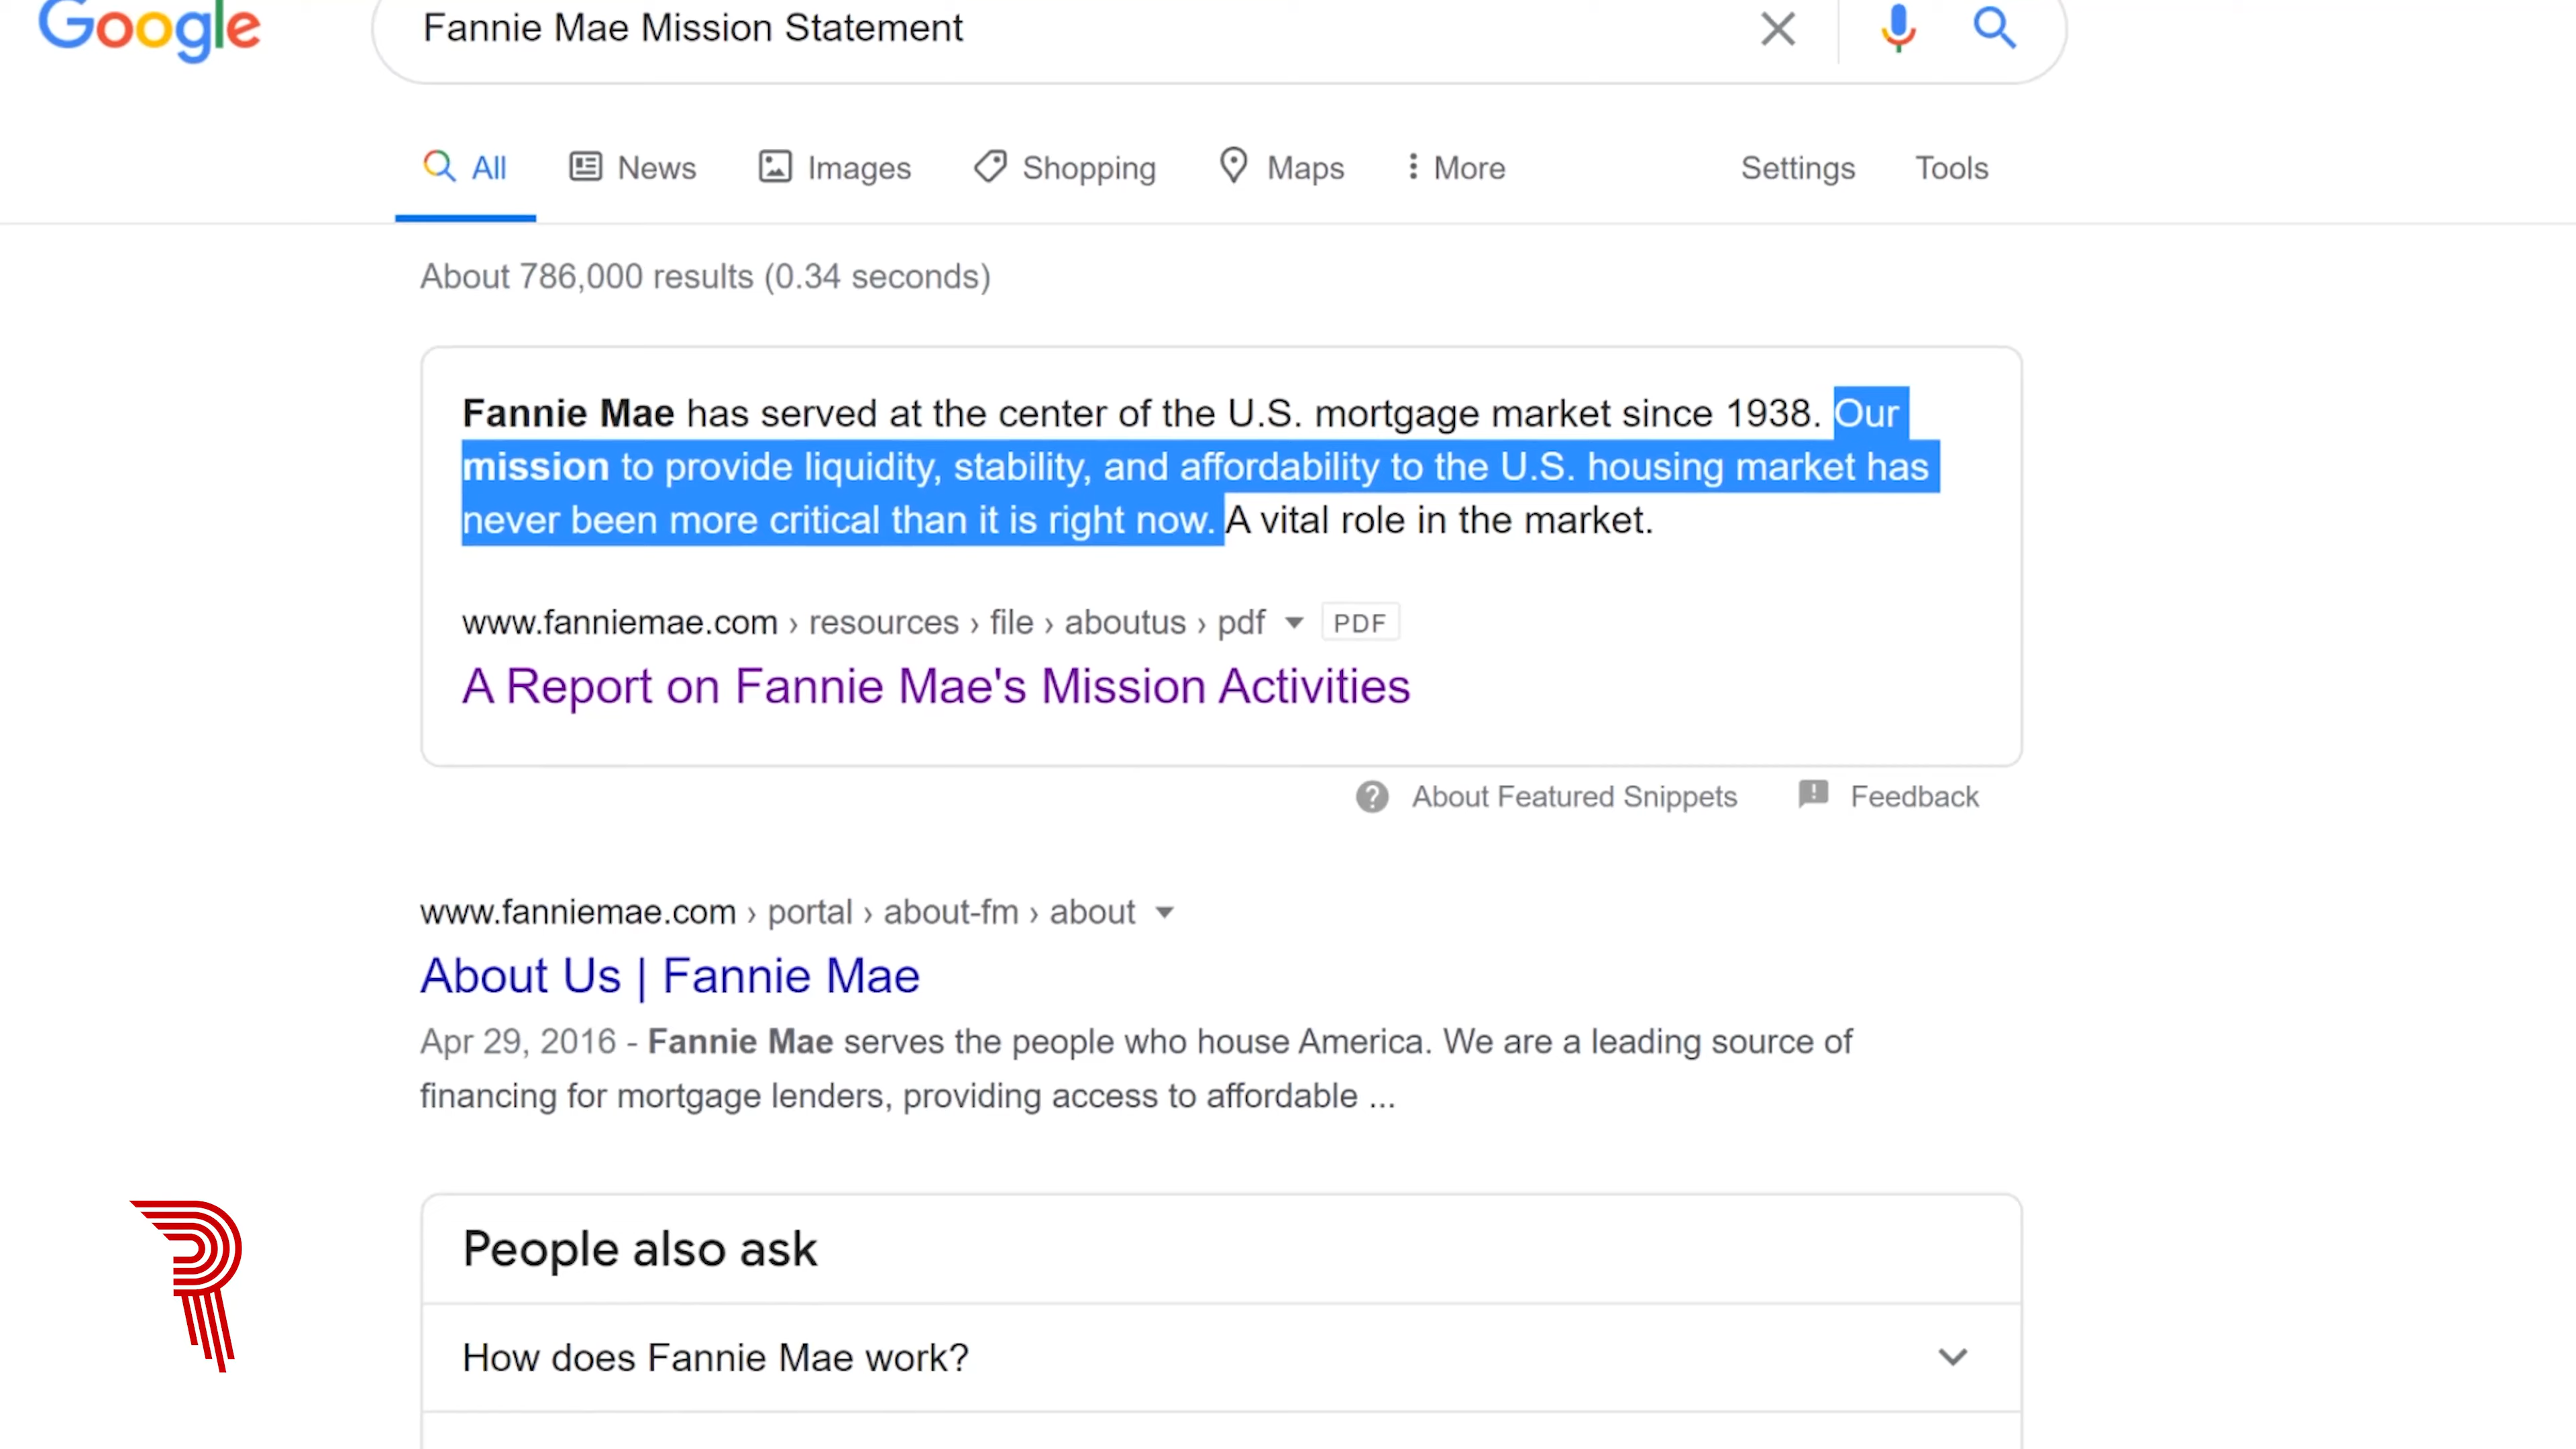 Google
Fannie Mae Mission Statement
All News Images Shopping Maps More Settings Tools
About 786,000 results (0.34 seconds)
Fannie Mae has served at the center of the U.S. mortgage market since 1938. Our
mission to provide liquidity, stability, and affordability to the U.S. housing market has
never been more critical than it is right now. A vital role in the market.
www.fanniemae.com › resources › file › aboutus › pdf PDF
A Report on Fannie Mae's Mission Activities
About Featured Snippets Feedback
www.fanniemae.com › portal › about-fm › about
About Us | Fannie Mae
Apr 29, 2016 - Fannie Mae serves the people who house America. We are a leading source of
financing for mortgage lenders, providing access to affordable ...
People also ask
How does Fannie Mae work?